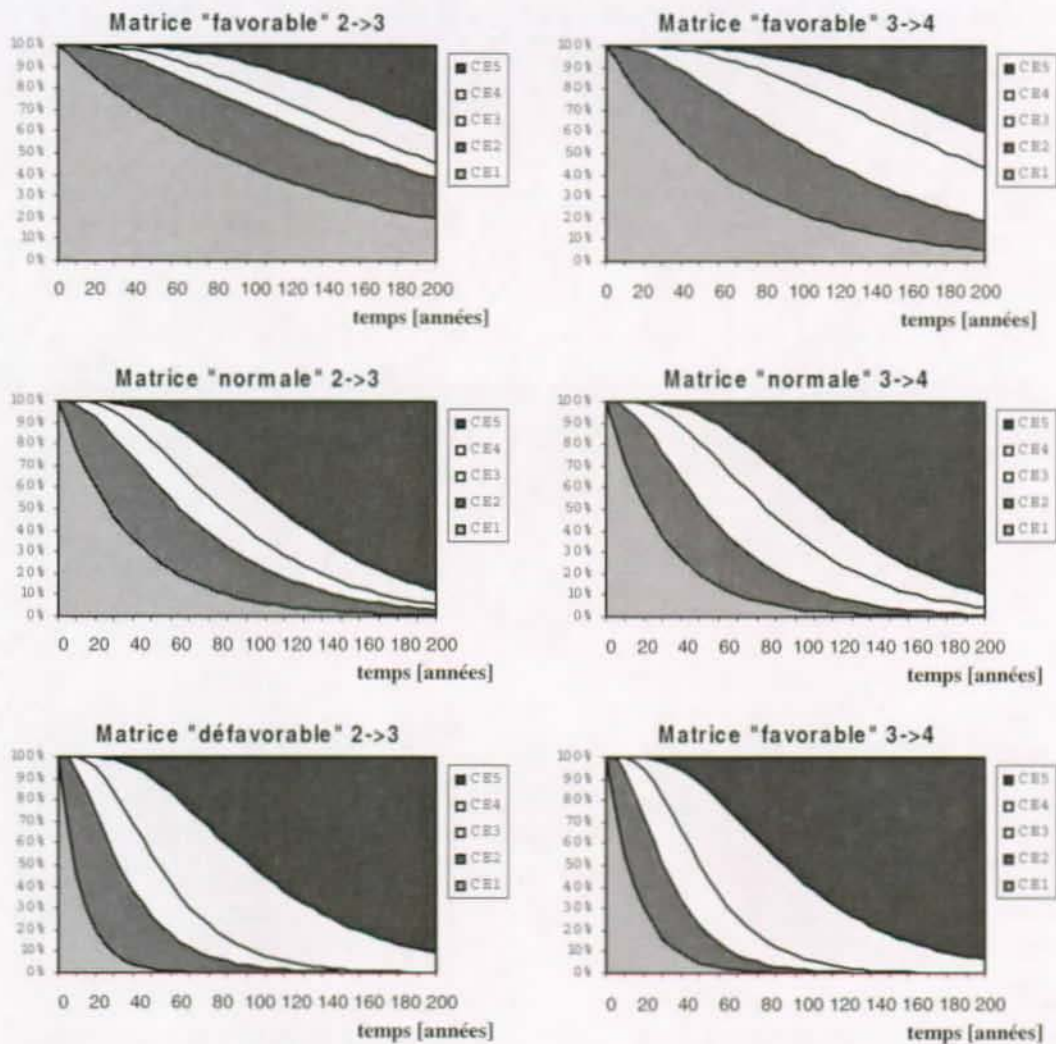 Matrice "favorable" 2->3
100%
90%
80%
70%
60%
50%
40%
30%
20%
10%
0%
0 20 40 60 80 100 120 140 160 180 200
temps [années]
CE5
CE4
CE3
CE2
CE1
Matrice "favorable" 3->4
100%
90%
80%
70%
60%
50%
40%
30%
20%
10%
0%
0 20 40 60 80 100 120 140 160 180 200
temps [années]
CE5
CE4
CE3
CE2
CE1
Matrice "normale" 2->3
100%
90%
80%
70%
60%
50%
40%
30%
20%
10%
0%
0 20 40 60 80 100 120 140 160 180 200
temps [années]
CE5
CE4
CE3
CE2
CE1
Matrice "normale" 3->4
100%
90%
80%
70%
60%
50%
40%
30%
20%
10%
0%
0 20 40 60 80 100 120 140 160 180 200
temps [années]
CE5
CE4
CE3
CE2
CE1
Matrice "défavorable" 2->3
100%
90%
80%
70%
60%
50%
40%
30%
20%
10%
0%
0 20 40 60 80 100 120 140 160 180 200
temps [années]
CE5
CE4
CE3
CE2
CE1
Matrice "favorable" 3->4
100%
90%
80%
70%
60%
50%
40%
30%
20%
10%
0%
0 20 40 60 80 100 120 140 160 180 200
temps [années]
CE5
CE4
CE3
CE2
CE1